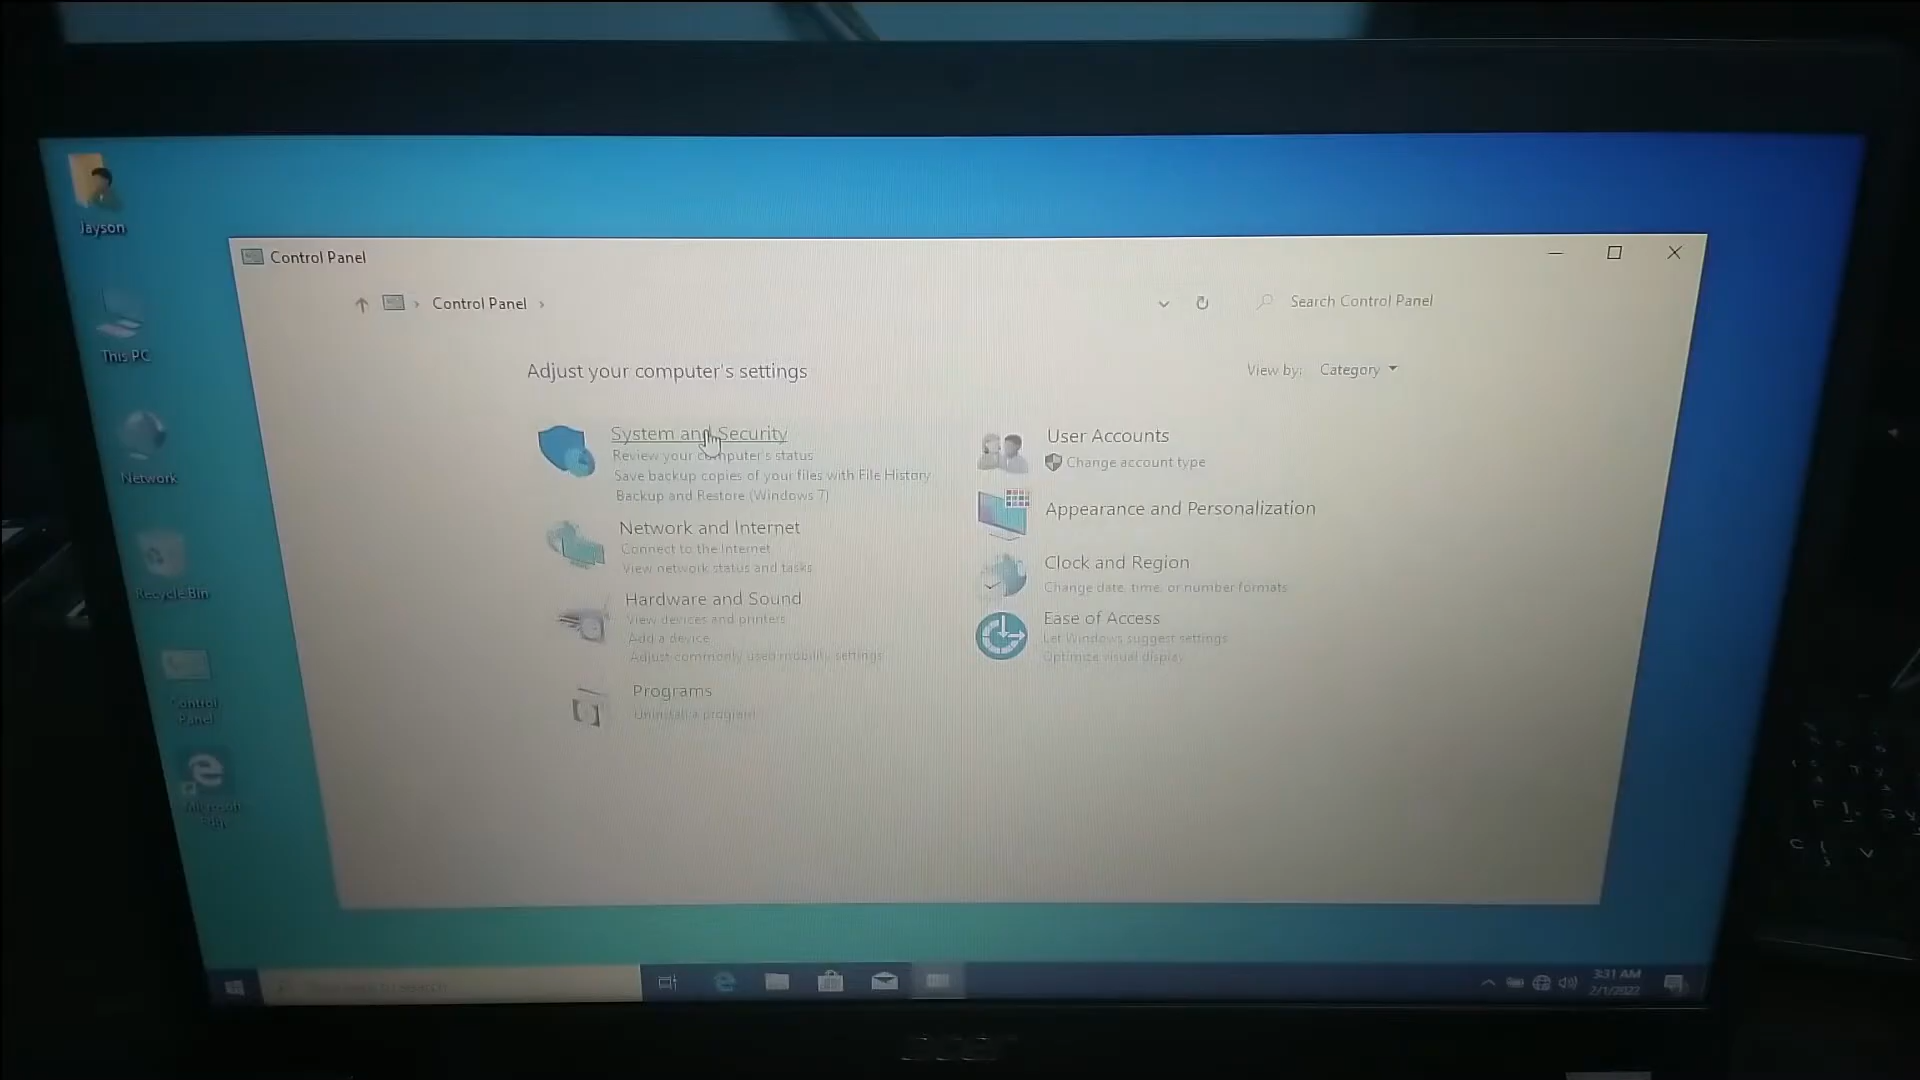 Jayson
This PC
Network
Recycle Bin
Control
Panel
Microsoft
Edge
Control Panel
Control Panel
Search Control Panel
Adjust your computer's settings
View by: Category
System and Security
Review your computer's status
Save backup copies of your files with File History
Backup and Restore (Windows 7)
Network and Internet
Connect to the Internet
View network status and tasks
Hardware and Sound
View devices and printers
Add a device
Adjust commonly used mobility settings
Programs
Uninstall a program
User Accounts
Change account type
Appearance and Personalization
Clock and Region
Change date, time, or number formats
Ease of Access
Let Windows suggest settings
Optimize visual display
3:31 AM
2/1/2022
acer